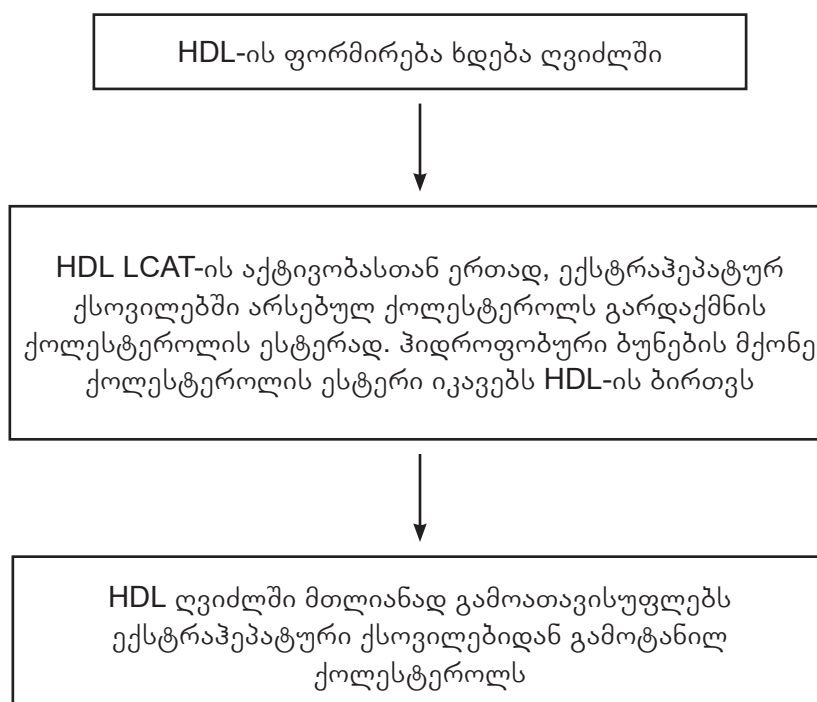 HDL-ის ფორმირება ხდება ღვიძლში
HDL LCAT-ის აქტივობასთან ერთად, ექსტრაჰეპატურ
ქსოვილებში არსებულ ქოლესტეროლს გარდაქმნის
ქოლესტეროლის ესტერად. ჰიდროფობური ბუნების მქონე
ქოლესტეროლის ესტერი იკავებს HDL-ის ბირთვს
HDL ღვიძლში მთლიანად გამოათავისუფლებს
ექსტრაჰეპატური ქსოვილებიდან გამოტანილ
ქოლესტეროლს